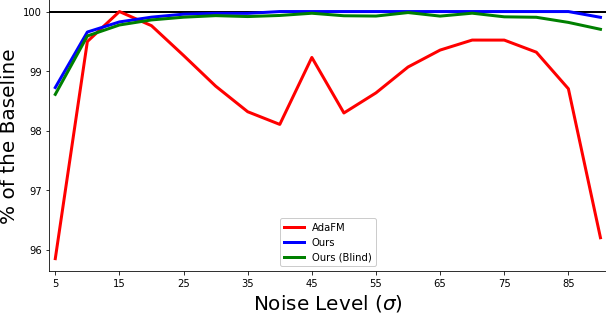 % of the Baseline
100
99
98
97
96
5
15
25
35
45
55
65
75
85
Noise Level (σ)
AdaFM
Ours
Ours (Blind)